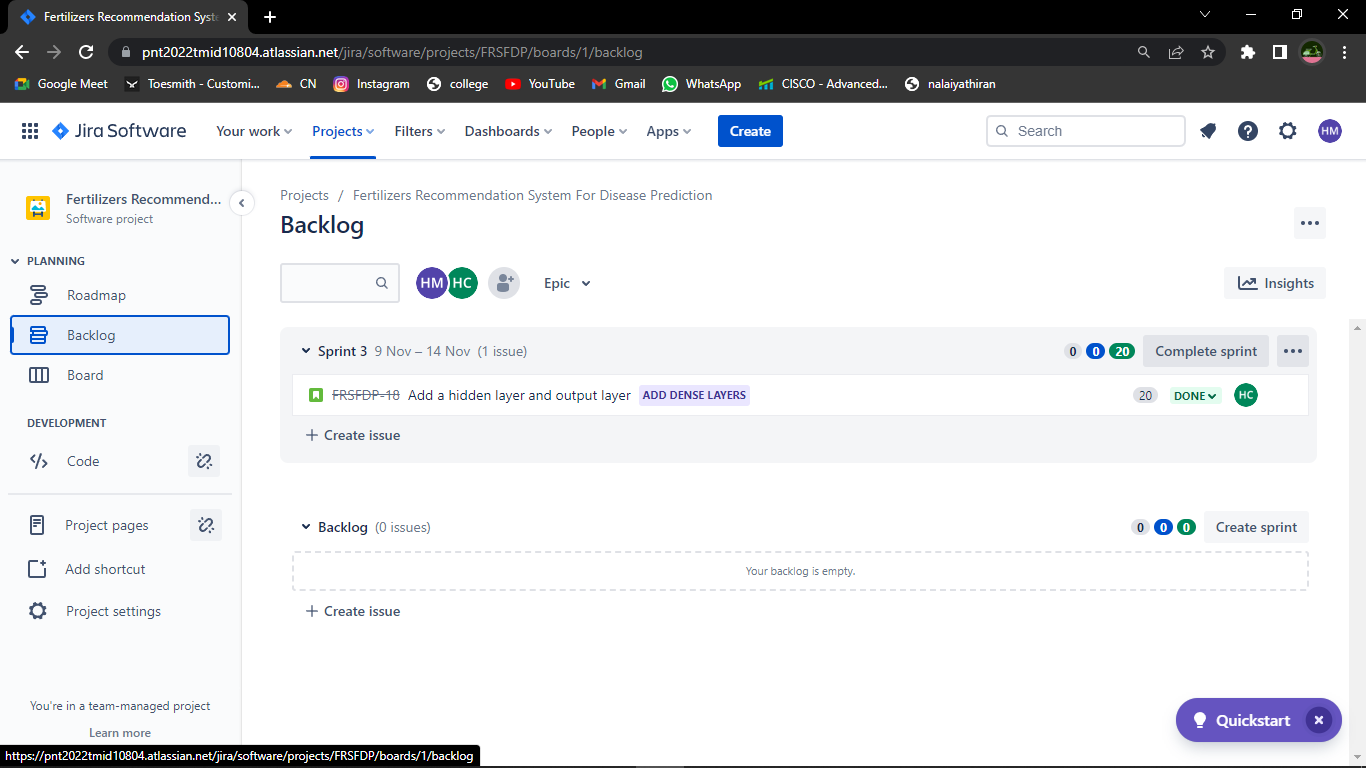 Fertilizers Recommendation Syste
pnt2022tmid10804.atlassian.net/jira/software/projects/FRSFDP/boards/1/backlog
Google Meet Toesmith - Customi... CN Instagram college YouTube Gmail WhatsApp CISCO - Advanced... nalaiyathiran
Jira Software Your work Projects Filters Dashboards People Apps Create Search HM
Fertilizers Recommend...
Software project
PLANNING
Roadmap
Backlog
Board
DEVELOPMENT
Code
Project pages
Add shortcut
Project settings
You're in a team-managed project
Learn more
Projects / Fertilizers Recommendation System For Disease Prediction
Backlog
HM HC Epic Insights
Sprint 3 9 Nov – 14 Nov (1 issue) 0 0 20 Complete sprint
FRSFDP-18 Add a hidden layer and output layer ADD DENSE LAYERS 20 DONE HC
+ Create issue
Backlog (0 issues) 0 0 0 Create sprint
Your backlog is empty.
+ Create issue
Quickstart
https://pnt2022tmid10804.atlassian.net/jira/software/projects/FRSFDP/boards/1/backlog